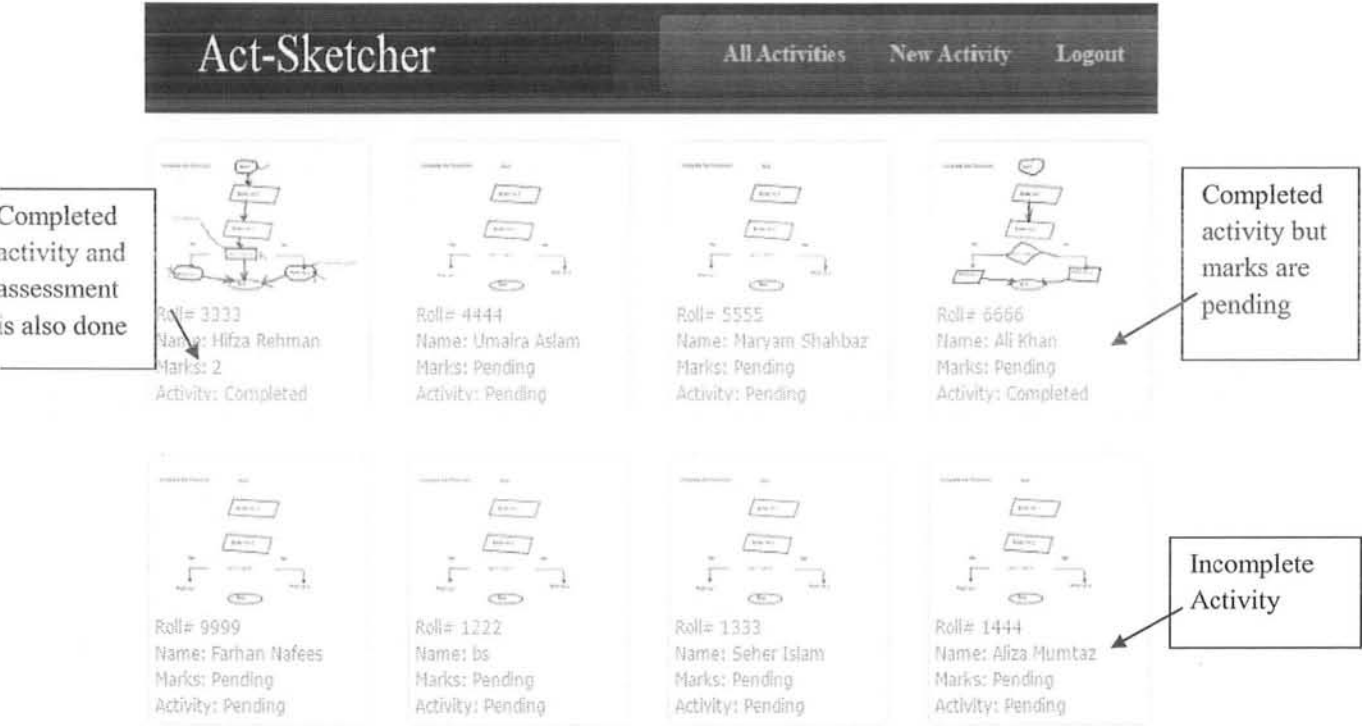 Act-Sketcher
All Activities New Activity Logout
Completed
activity and
assessment
is also done
Completed
activity but
marks are
pending
Roll# 3333
Name: Hifza Rehman
Marks: 2
Activity: Completed
Roll# 4444
Name: Umaira Aslam
Marks: Pending
Activity: Pending
Roll# 5555
Name: Maryam Shahbaz
Marks: Pending
Activity: Pending
Roll# 6666
Name: Ali Khan
Marks: Pending
Activity: Completed
Incomplete
Activity
Roll# 9999
Name: Farhan Nafees
Marks: Pending
Activity: Pending
Roll# 1222
Name: bs
Marks: Pending
Activity: Pending
Roll# 1333
Name: Seher Islam
Marks: Pending
Activity: Pending
Roll# 1444
Name: Aliza Mumtaz
Marks: Pending
Activity: Pending